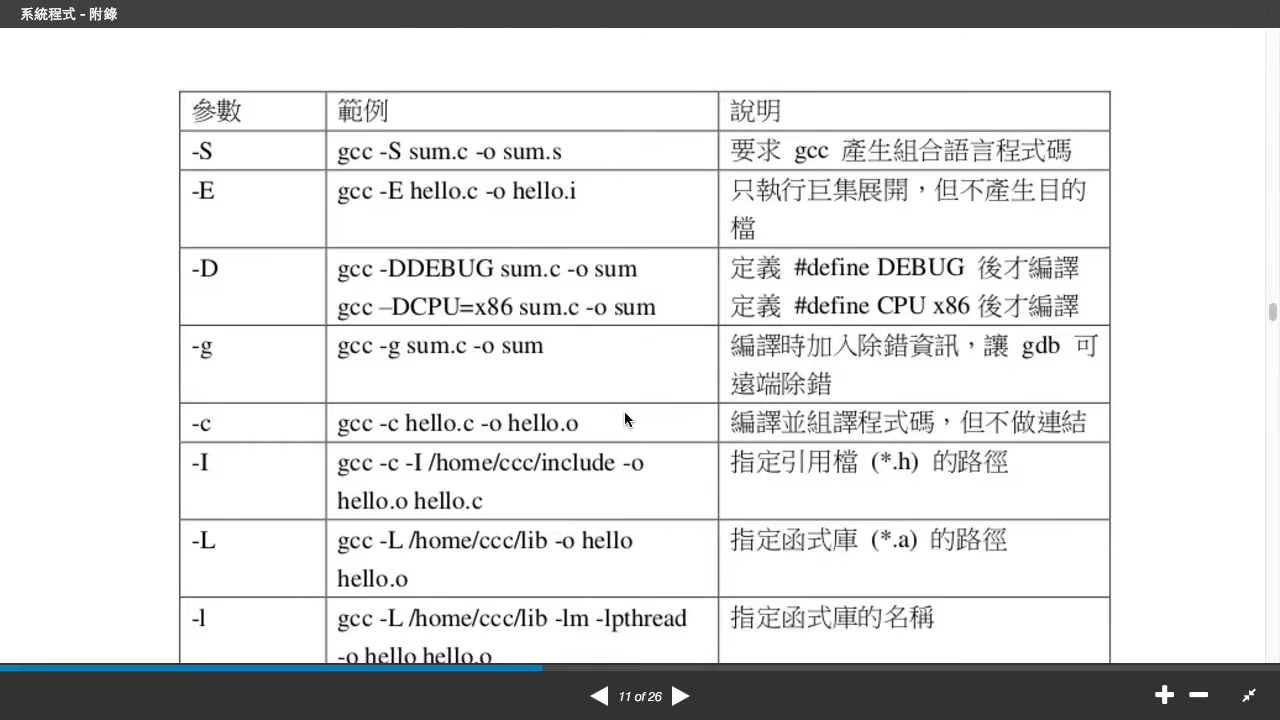 系統程式 - 附錄
參數 範例 說明
-S gcc -S sum.c -o sum.s 要求 gcc 產生組合語言程式碼
-E gcc -E hello.c -o hello.i 只執行巨集展開，但不產生目的
檔
-D gcc -DDEBUG sum.c -o sum 定義 #define DEBUG 後才編譯
gcc –DCPU=x86 sum.c -o sum 定義 #define CPU x86 後才編譯
-g gcc -g sum.c -o sum 編譯時加入除錯資訊，讓 gdb 可
遠端除錯
-c gcc -c hello.c -o hello.o 編譯並組譯程式碼，但不做連結
-I gcc -c -I /home/ccc/include -o 指定引用檔 (*.h) 的路徑
hello.o hello.c
-L gcc -L /home/ccc/lib -o hello 指定函式庫 (*.a) 的路徑
hello.o
-l gcc -L /home/ccc/lib -lm -lpthread 指定函式庫的名稱
-o hello hello.o
11 of 26